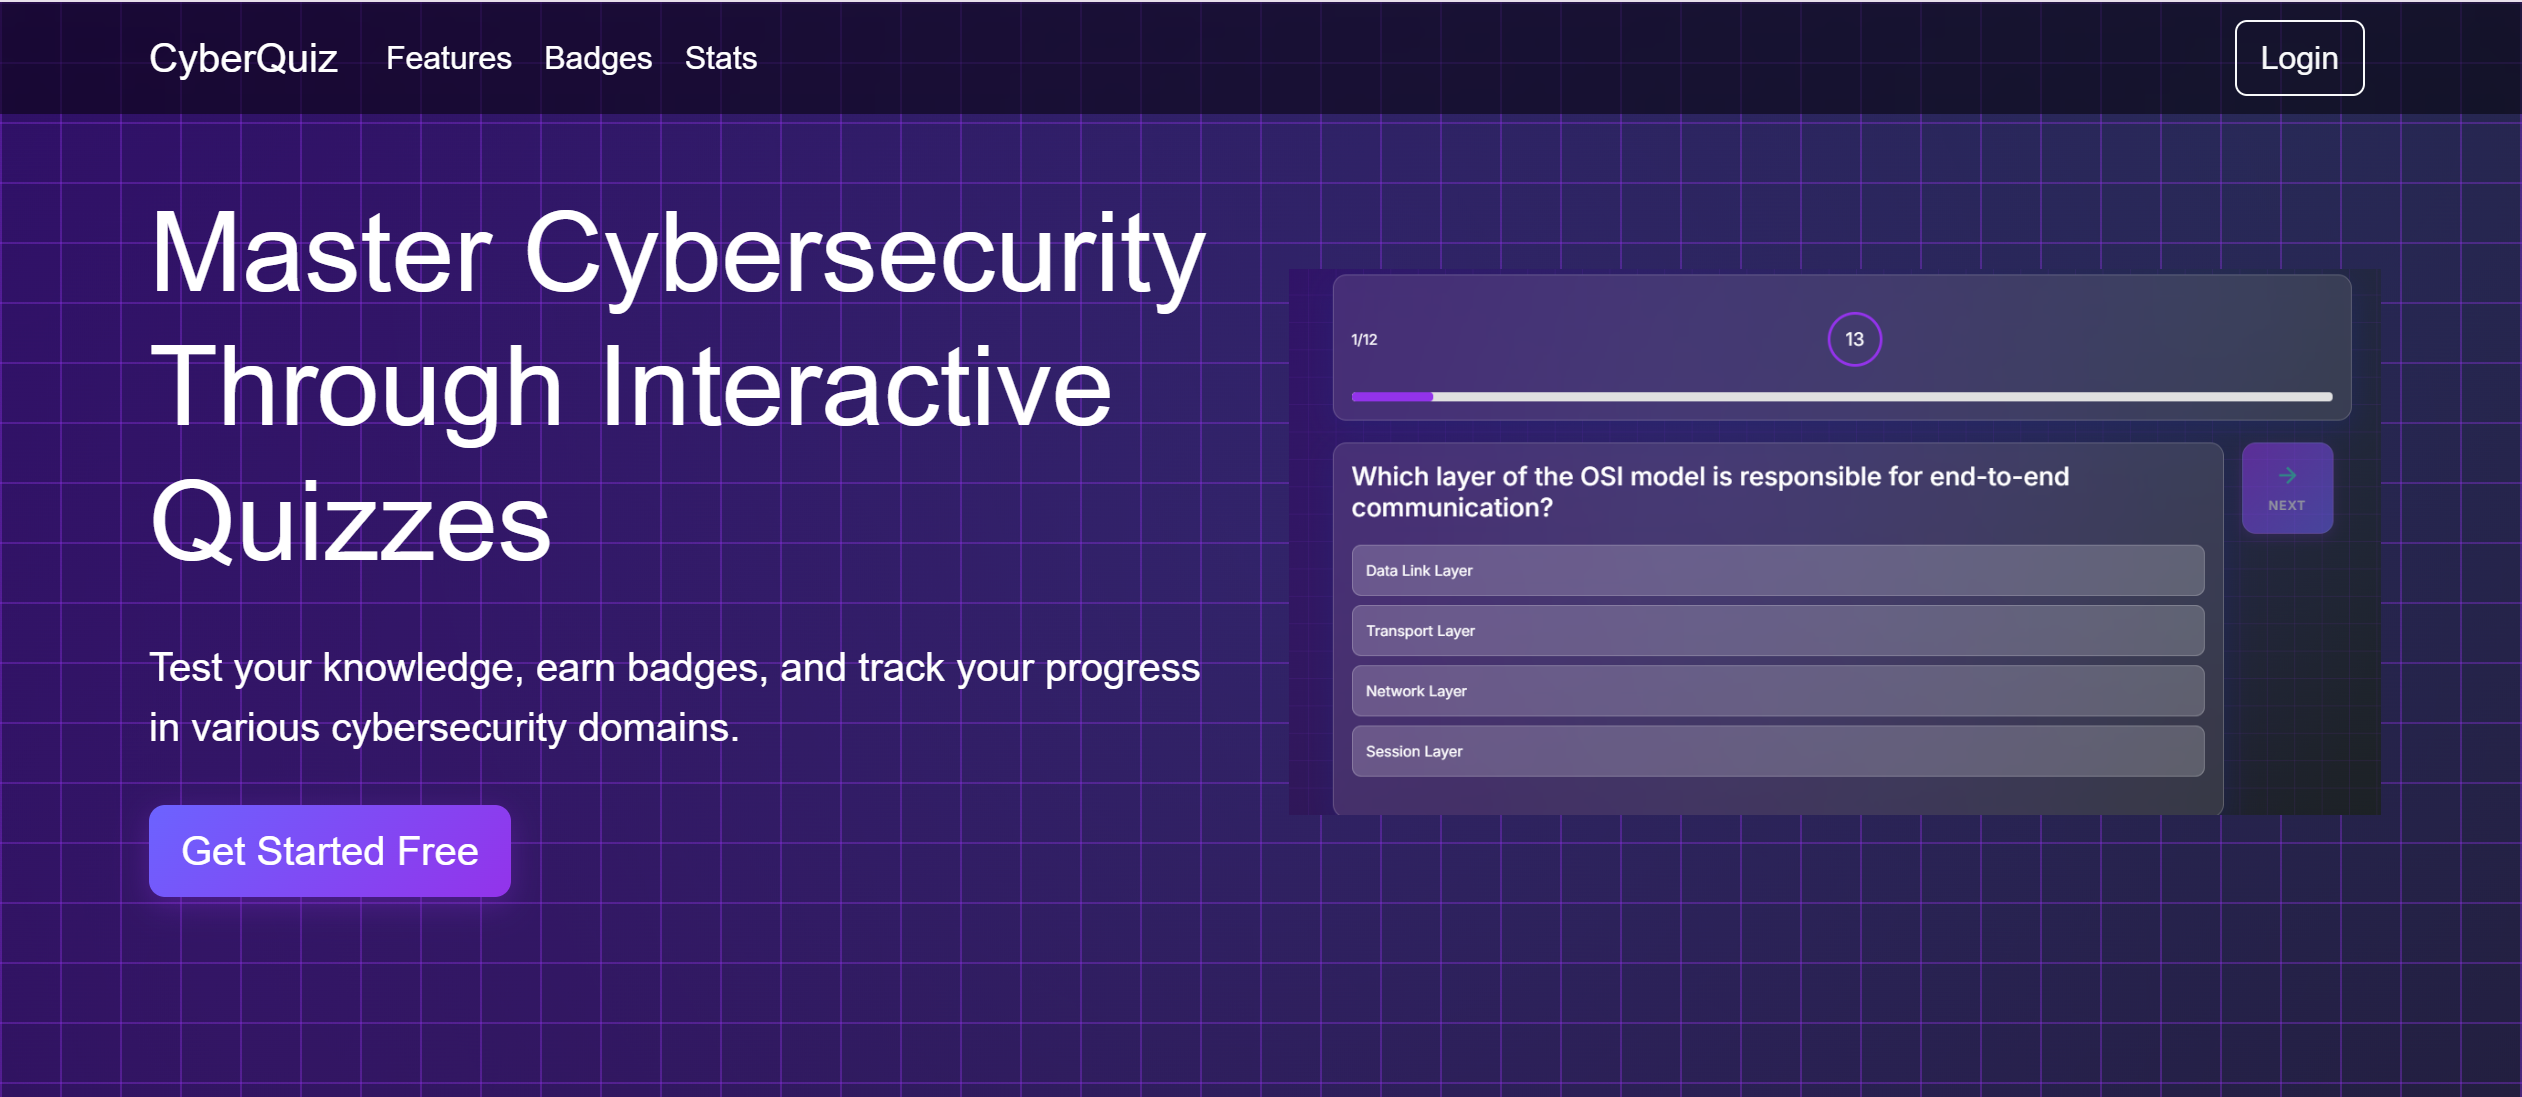 CyberQuiz
Features
Badges
Stats
Login
Master Cybersecurity
Through Interactive
Quizzes
Test your knowledge, earn badges, and track your progress
in various cybersecurity domains.
Get Started Free
1/12
13
Which layer of the OSI model is responsible for end-to-end
communication?
NEXT
Data Link Layer
Transport Layer
Network Layer
Session Layer